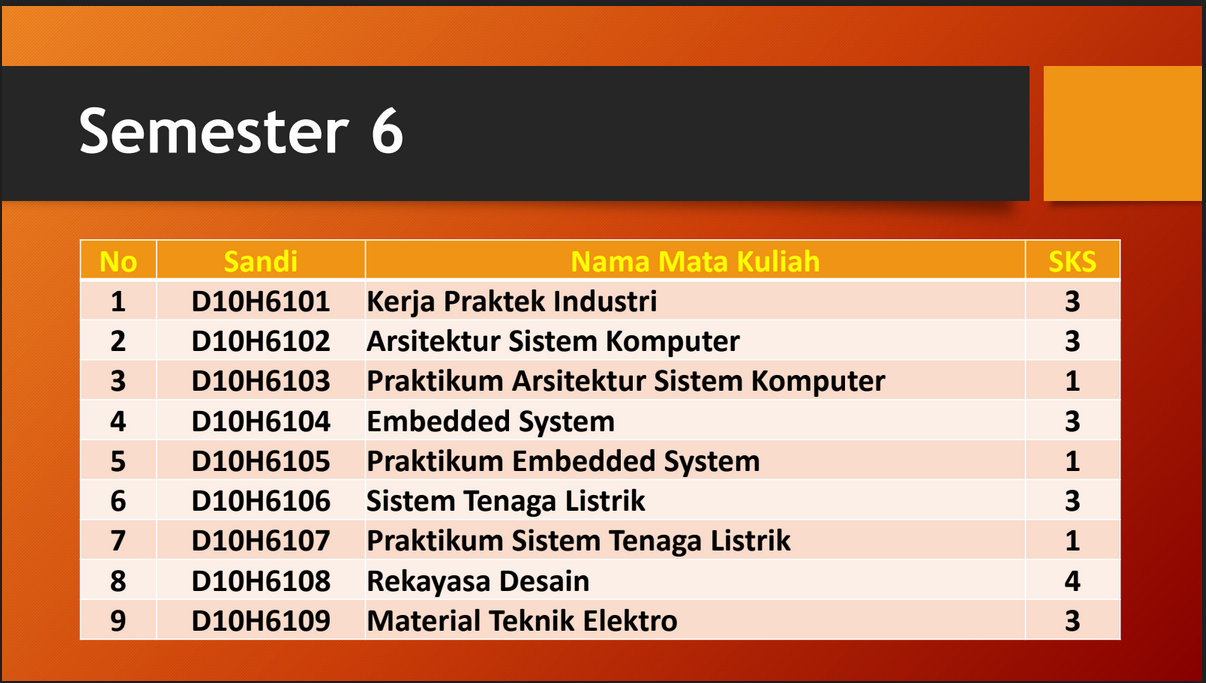 Semester 6
No Sandi Nama Mata Kuliah SKS
1 D10H6101 Kerja Praktek Industri 3
2 D10H6102 Arsitektur Sistem Komputer 3
3 D10H6103 Praktikum Arsitektur Sistem Komputer 1
4 D10H6104 Embedded System 3
5 D10H6105 Praktikum Embedded System 1
6 D10H6106 Sistem Tenaga Listrik 3
7 D10H6107 Praktikum Sistem Tenaga Listrik 1
8 D10H6108 Rekayasa Desain 4
9 D10H6109 Material Teknik Elektro 3